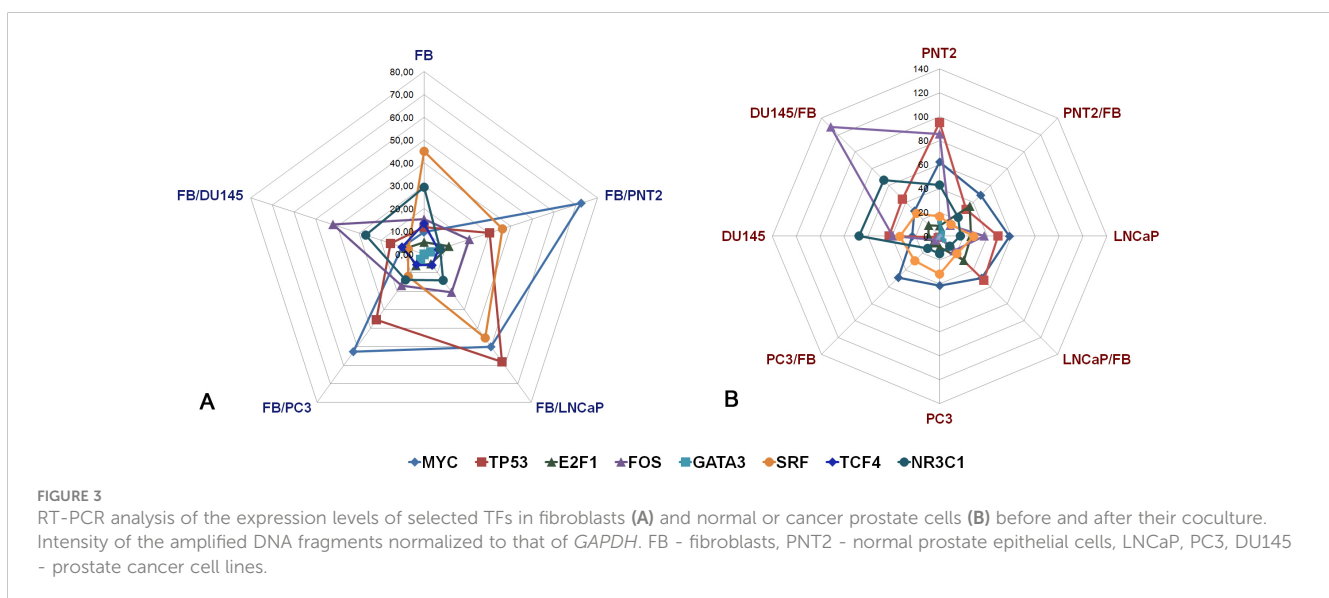 FB
80,00
70,00
60,00
50,00
40,00
30,00
20,00
10,00
0,00
FB/DU145
FB/PNT2
FB/PC3
FB/LNCaP
A
PNT2
140
120
100
80
60
40
20
0
DU145/FB
PNT2/FB
DU145
LNCaP
PC3/FB
LNCaP/FB
PC3
B
MYC TP53 E2F1 FOS GATA3 SRF TCF4 NR3C1
FIGURE 3
RT-PCR analysis of the expression levels of selected TFs in fibroblasts (A) and normal or cancer prostate cells (B) before and after their coculture.
Intensity of the amplified DNA fragments normalized to that of GAPDH. FB - fibroblasts, PNT2 - normal prostate epithelial cells, LNCaP, PC3, DU145
- prostate cancer cell lines.